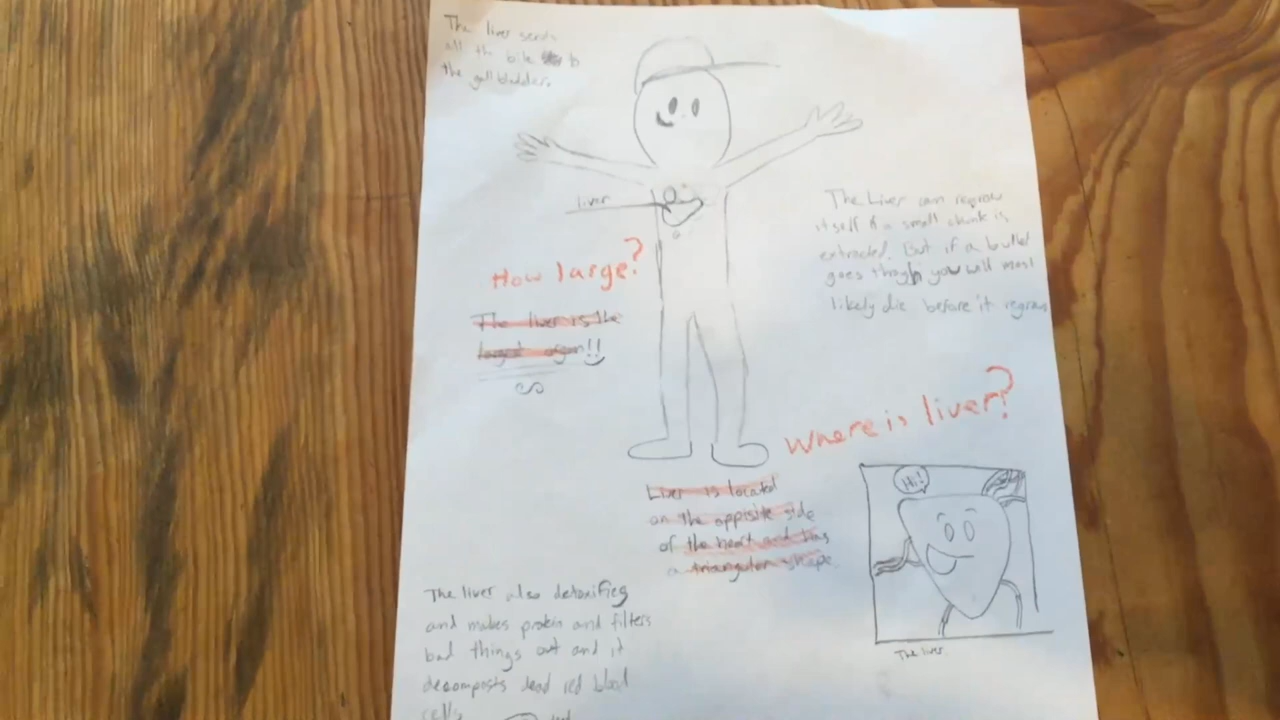 The liver sends
all the bile to
the gallbladder.
liver
The Liver can regrow
itself if a small chunk is
extracted. But if a bullet
goes thaugh you will most
likely die before it regrows
How large?
The liver is the
largest organ!!
Where is liver?
Liver is located
on the opposite side
of the heart and has
a triangular shape
Hi!
The liver
The liver also detoxifies
and makes protein and filters
bad things out and it
decomposts dead red blood
cells